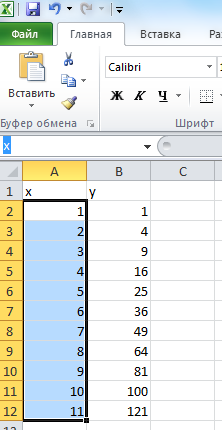 Файл Главная Вставка
Calibri
Вставить
Ж К Ч
Буфер обмена Шрифт
x
A B C
1 x y
2 1 1
3 2 4
4 3 9
5 4 16
6 5 25
7 6 36
8 7 49
9 8 64
10 9 81
11 10 100
12 11 121